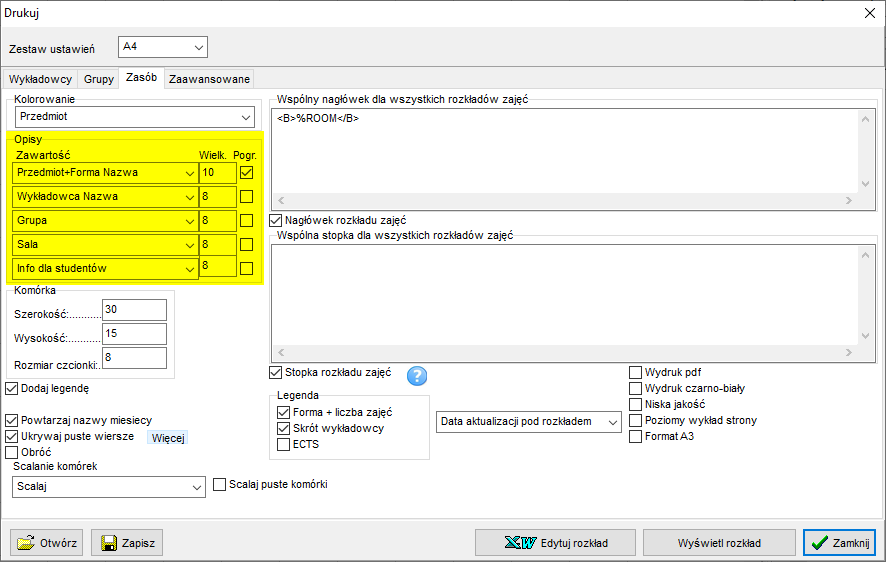 Drukuj
Zestaw ustawień
A4
Wykładowcy
Grupy
Zasób
Zaawansowane
Kolorowanie
Przedmiot
Opisy
Zawartość Wielk. Pogr.
Przedmiot+Forma Nazwa 10
Wykładowca Nazwa 8
Grupa 8
Sala 8
Info dla studentów 8
Komórka
Szerokość:........... 30
Wysokość:........... 15
Rozmiar czcionki:. 8
Dodaj legendę
Powtarzaj nazwy miesiecy
Ukrywaj puste wiersze
Więcej
Obróć
Scalanie komórek
Scalaj
Scalaj puste komórki
Wspólny nagłówek dla wszystkich rozkładów zajęć
<B>%ROOM</B>
Nagłówek rozkładu zajęć
Wspólna stopka dla wszystkich rozkładów zajęć
Stopka rozkładu zajęć
?
Legenda
Forma + liczba zajęć
Skrót wykładowcy
ECTS
Data aktualizacji pod rozkładem
Wydruk pdf
Wydruk czarno-biały
Niska jakość
Poziomy wykład strony
Format A3
Otwórz
Zapisz
XW Edytuj rozkład
Wyświetl rozkład
Zamknij